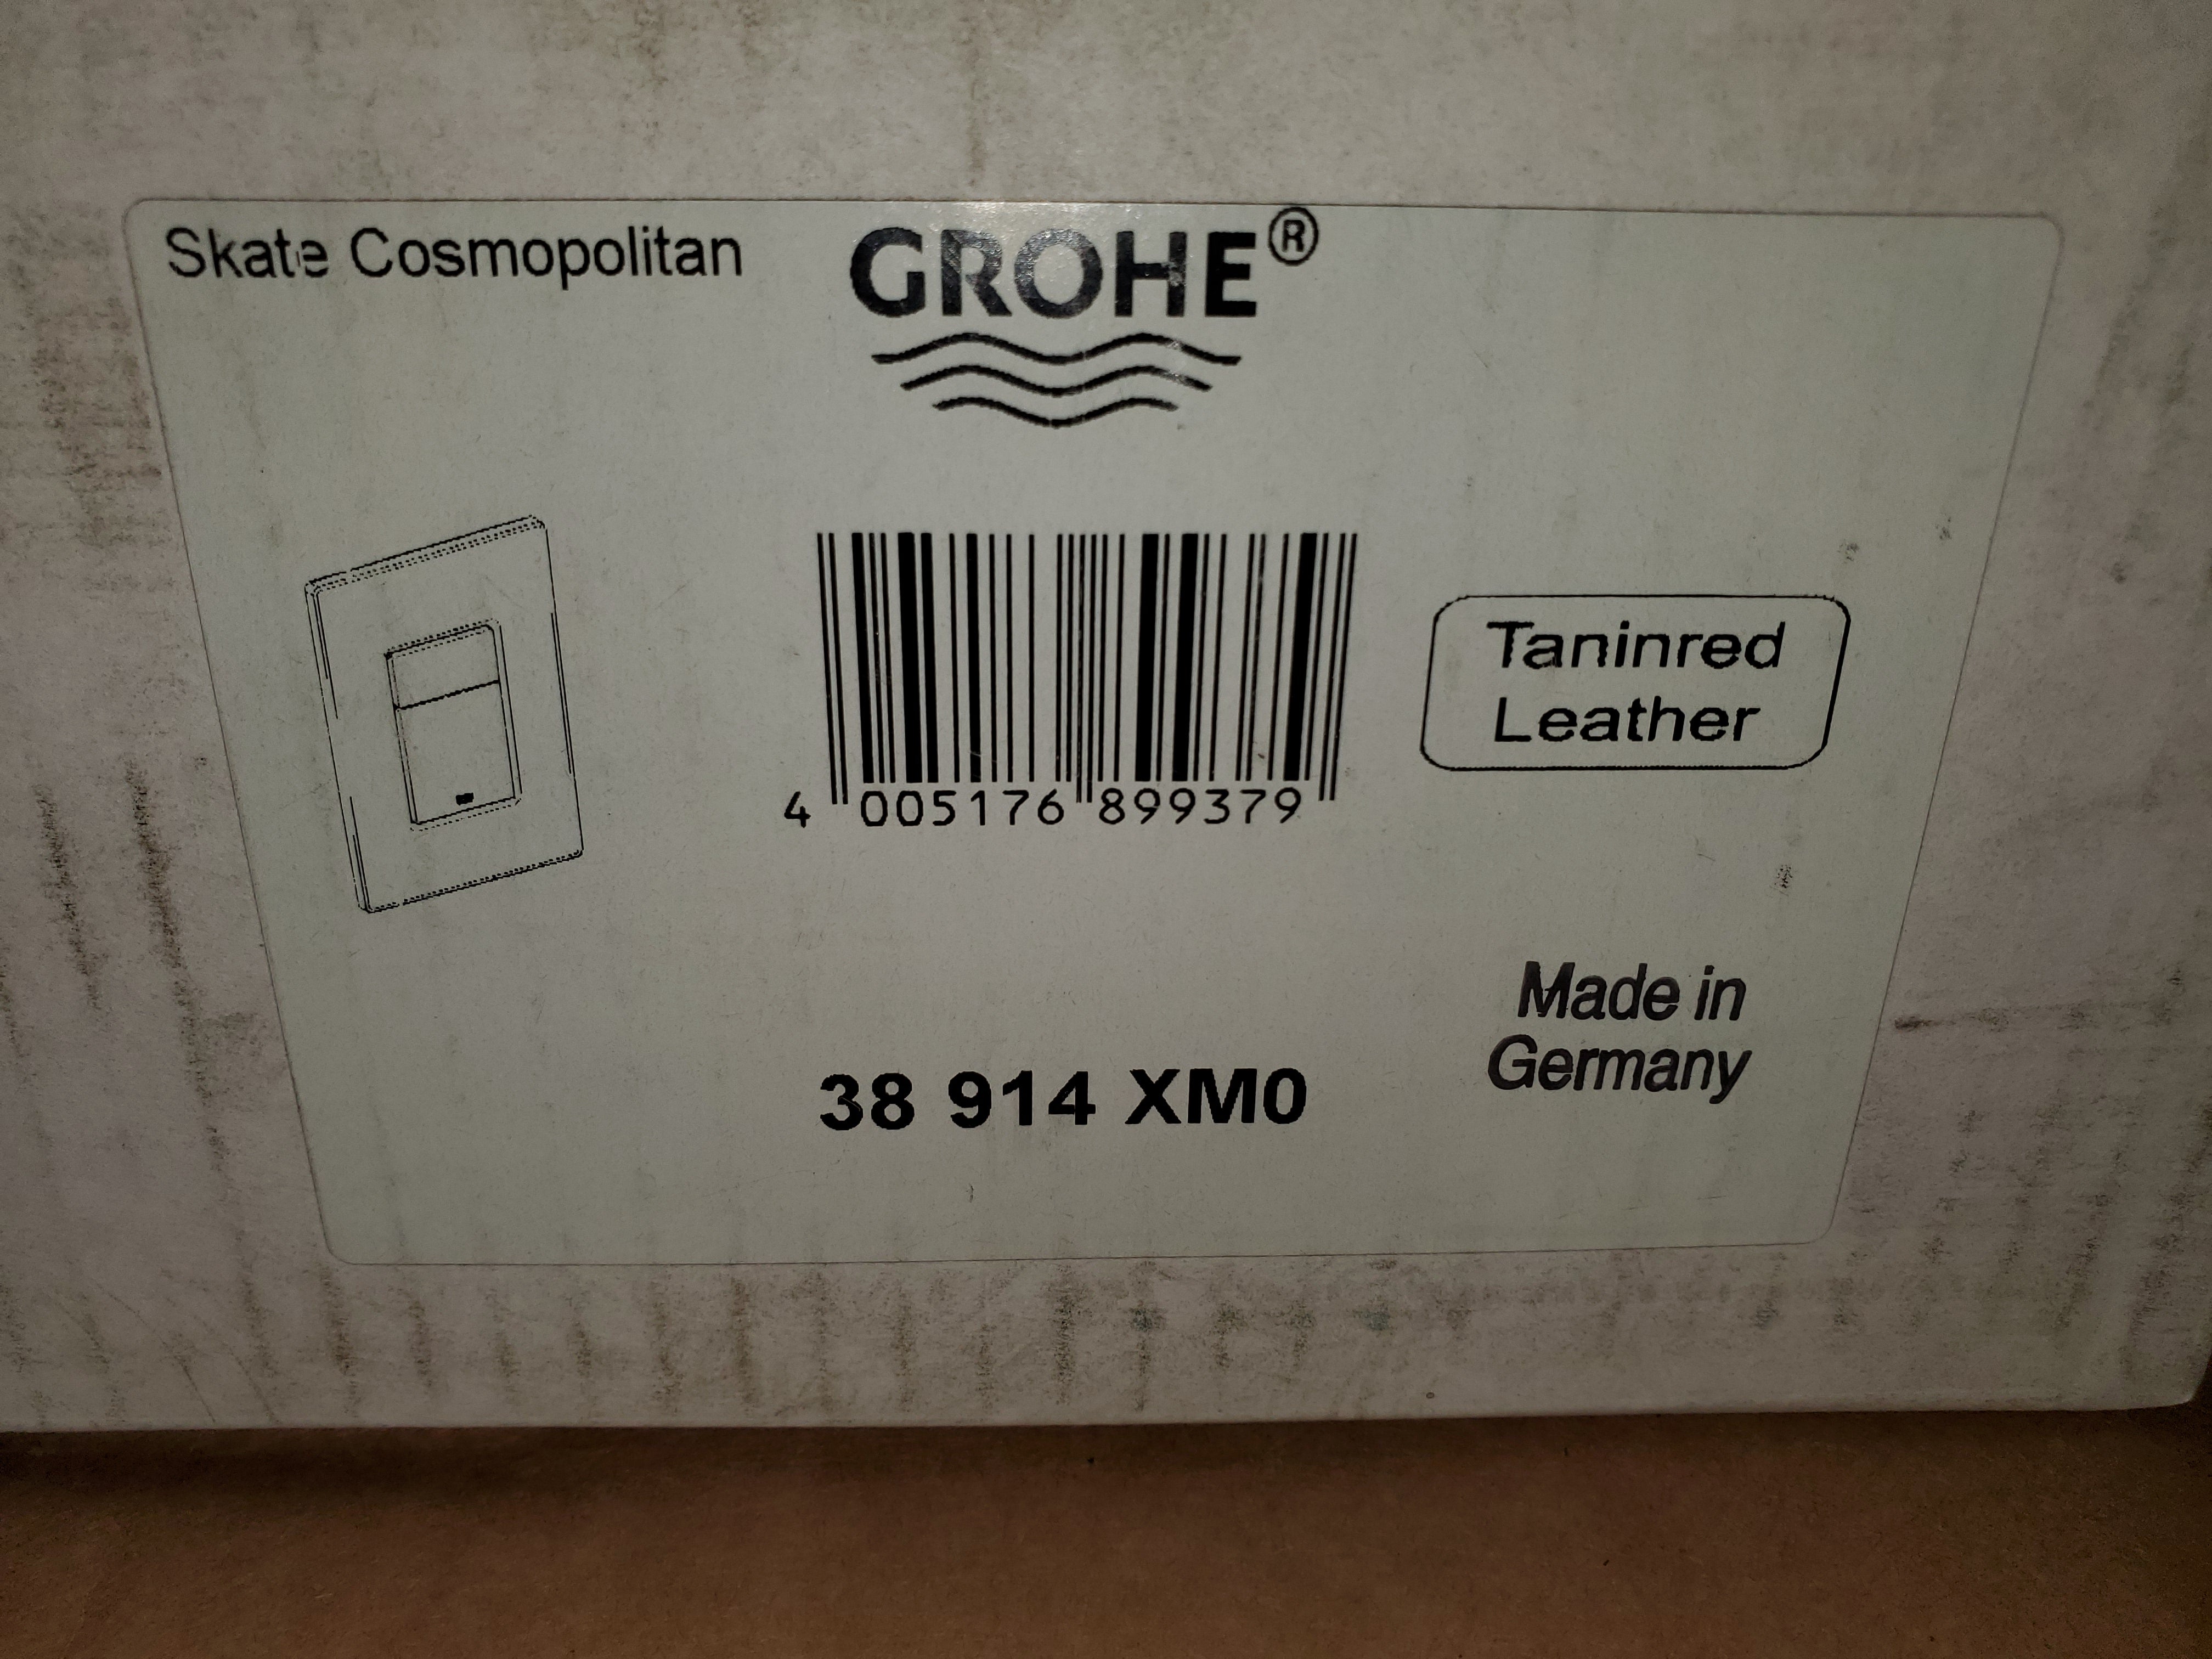 Skate Cosmopolitan
GROHE®
4 005176 899379
Taninred
Leather
Made in
Germany
38 914 XM0